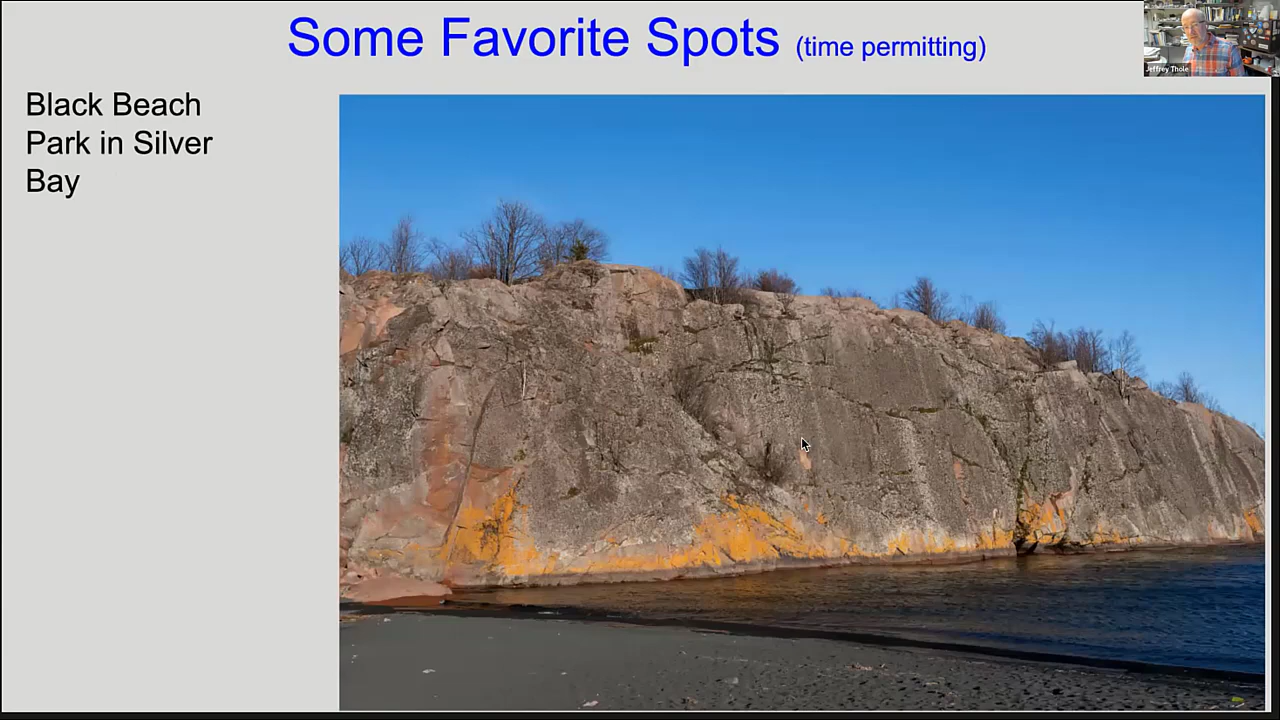 Some Favorite Spots (time permitting)
Jeffrey Thole
Black Beach
Park in Silver
Bay